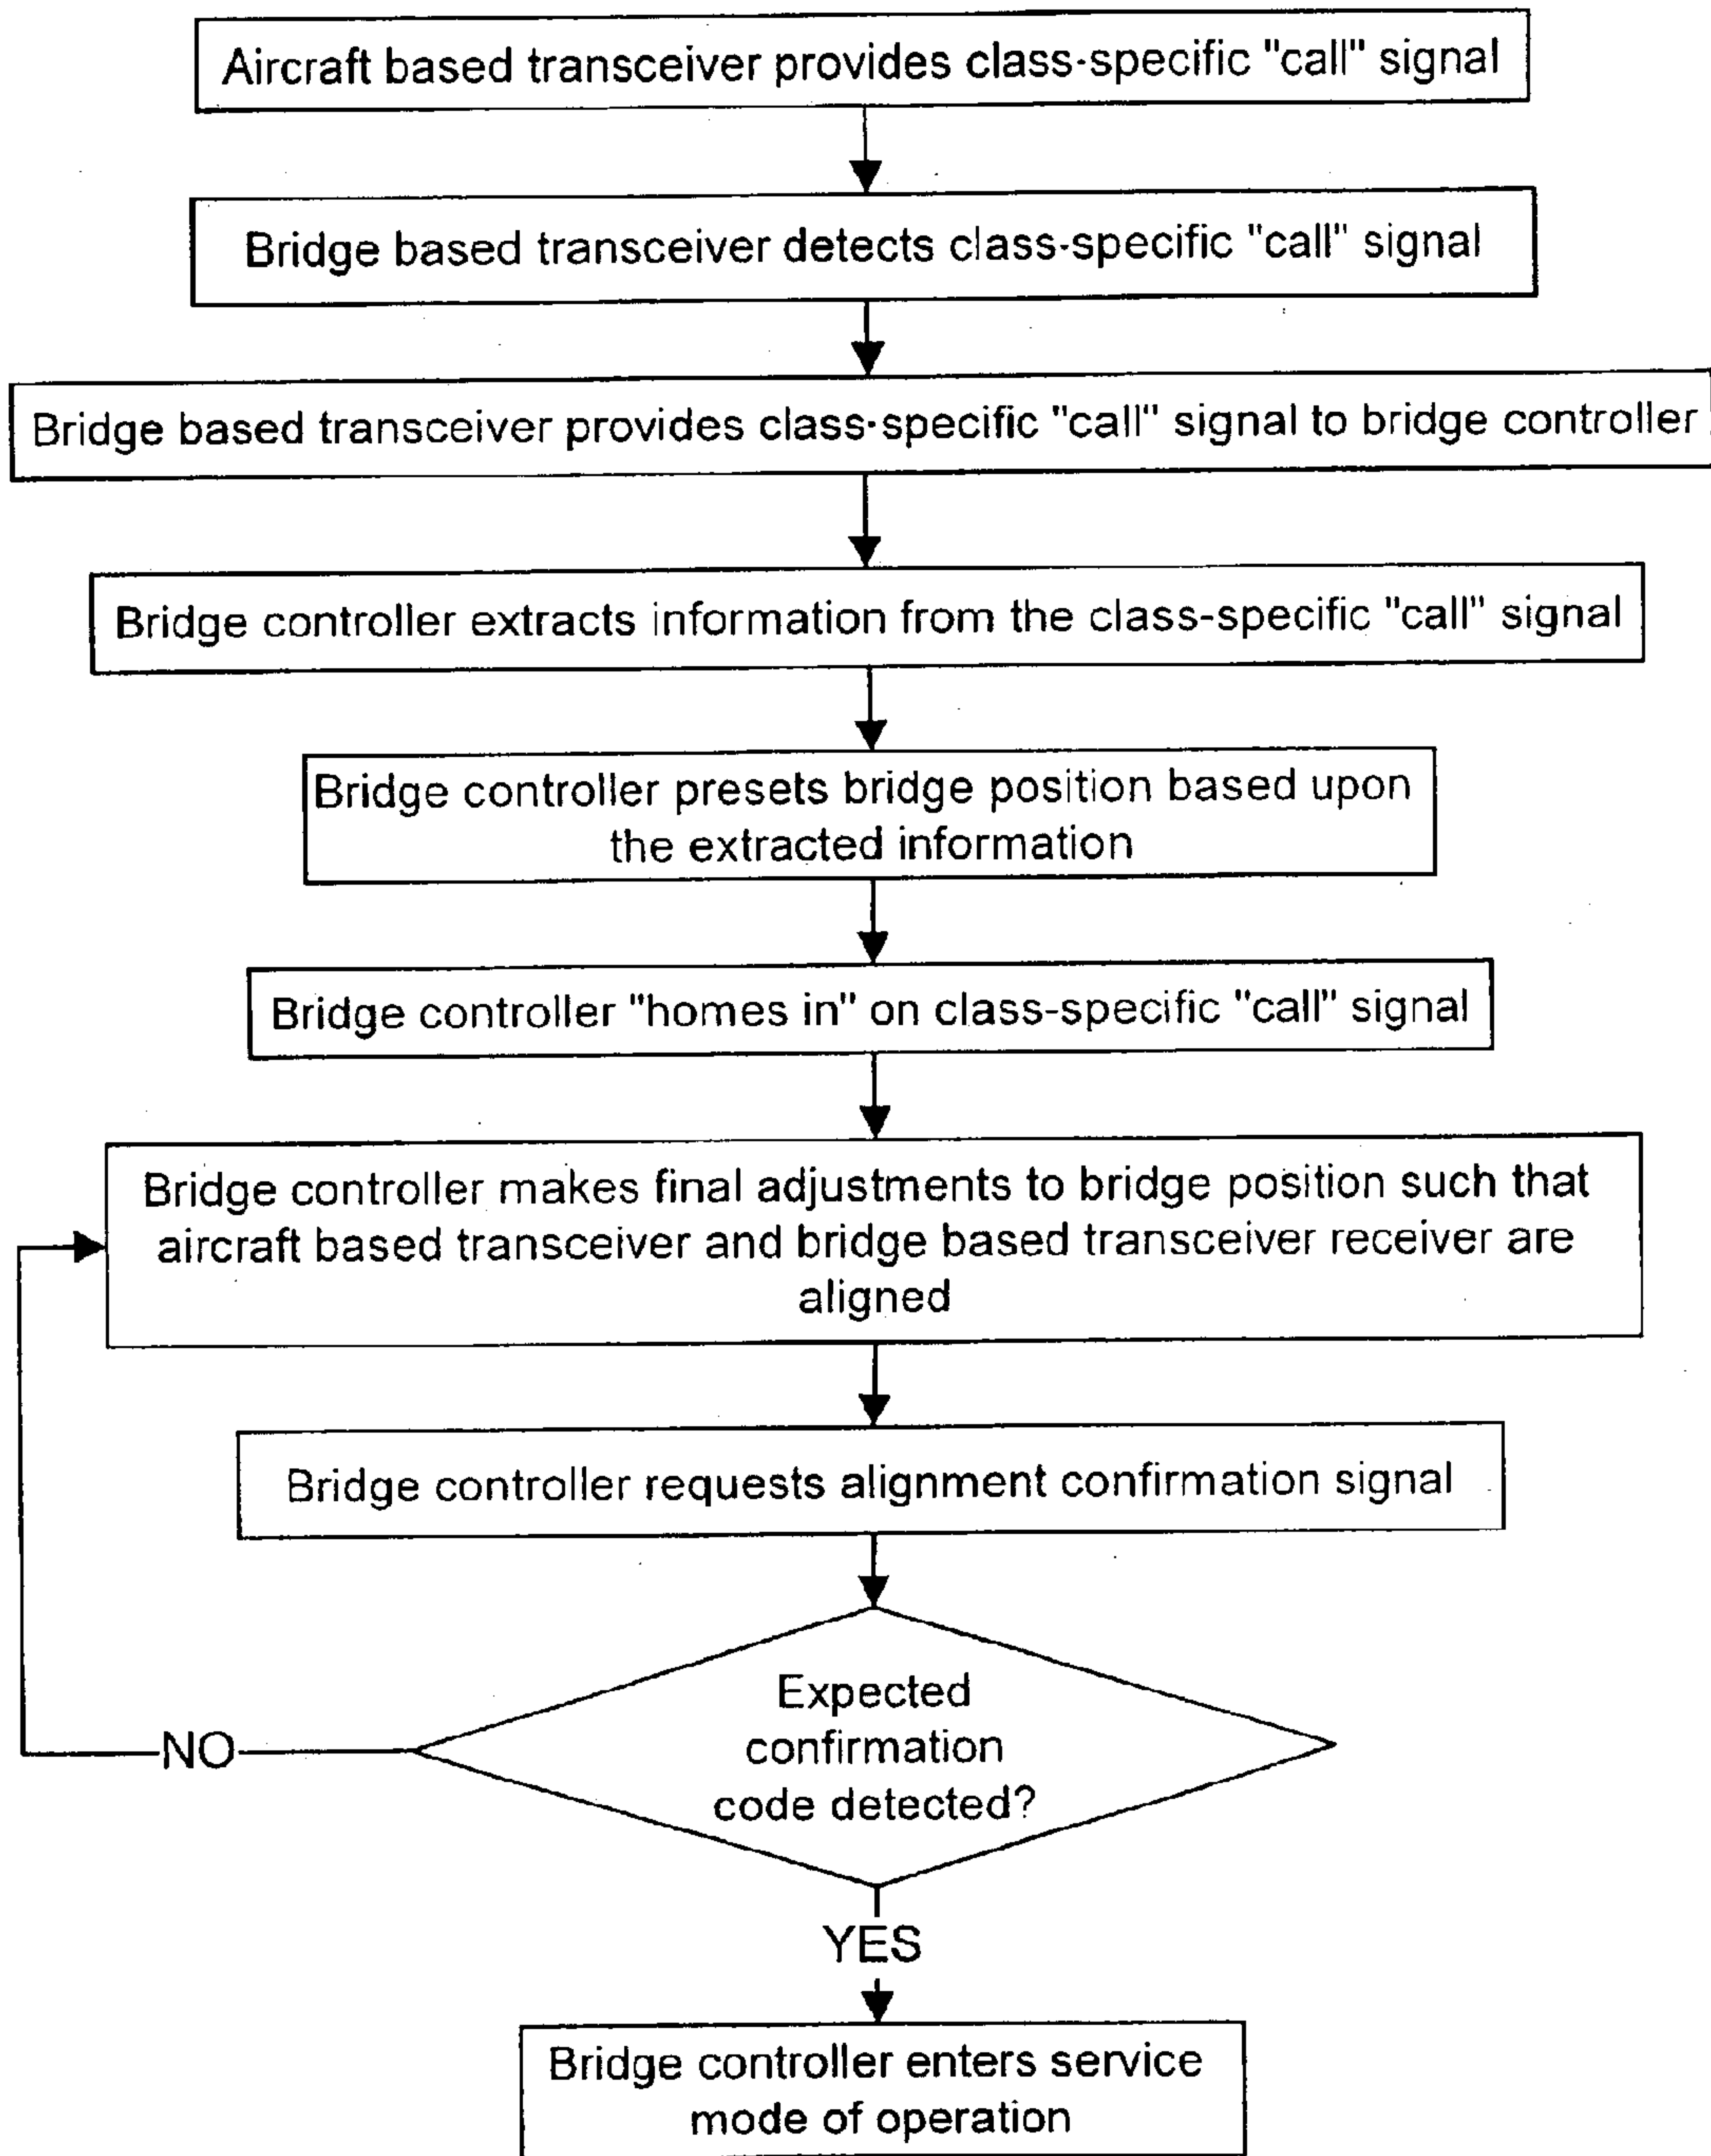 Aircraft based transceiver provides class-specific "call" signal
Bridge based transceiver detects class-specific "call" signal
Bridge based transceiver provides class-specific "call" signal to bridge controller
Bridge controller extracts information from the class-specific "call" signal
Bridge controller presets bridge position based upon
the extracted information
Bridge controller "homes in" on class-specific "call" signal
Bridge controller makes final adjustments to bridge position such that
aircraft based transceiver and bridge based transceiver receiver are
aligned
Bridge controller requests alignment confirmation signal
Expected
confirmation
code detected?
NO
YES
Bridge controller enters service
mode of operation